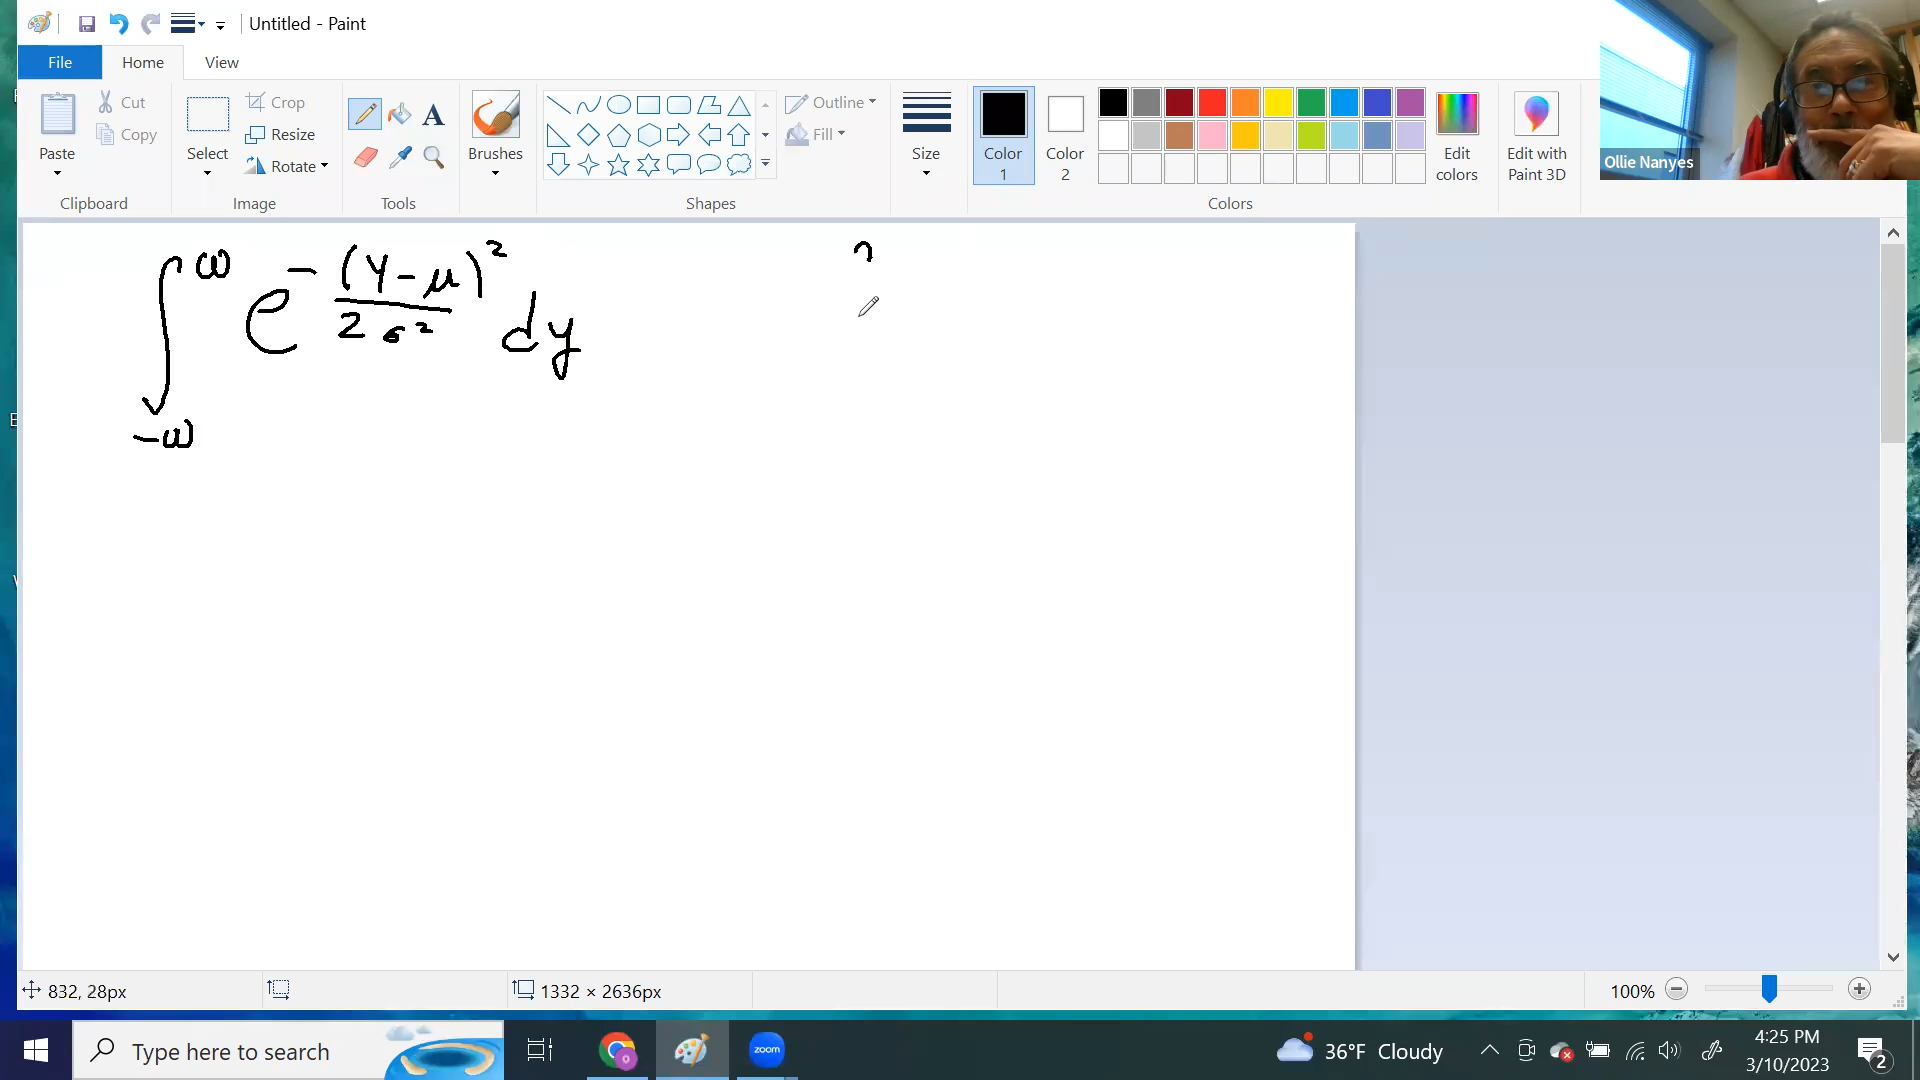 Untitled - Paint
File Home View
Paste
Cut
Copy
Clipboard
Select
Crop
Resize
Rotate
Image
A
Tools
Brushes
Shapes
Outline
Fill
Size
Color 1
Color 2
Edit colors
Edit with Paint 3D
Colors
Ollie Nanyes
∫_{-∞}^{∞} e^{-(y-μ)²/2σ²} dy
832, 28px
1332 × 2636px
100%
Type here to search
zoom
36°F Cloudy
4:25 PM
3/10/2023
2